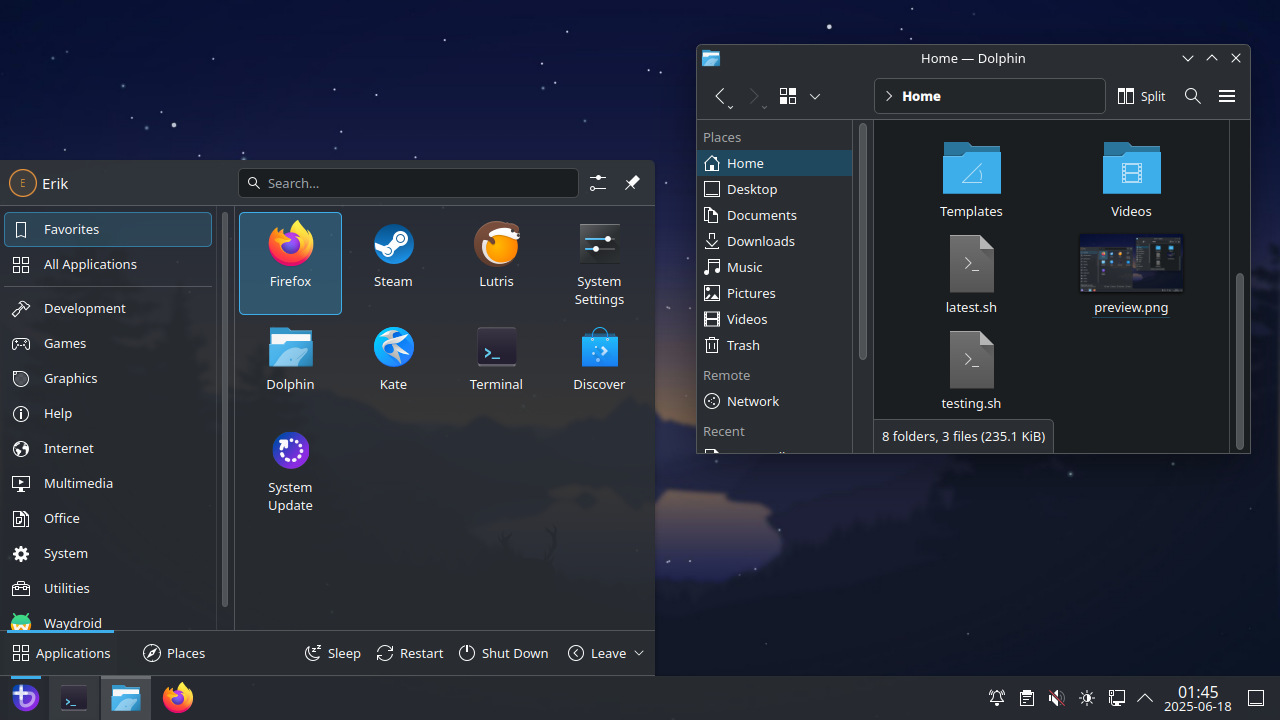 Home — Dolphin
Home
Split
Places
Home
Desktop
Documents
Downloads
Music
Pictures
Videos
Trash
Remote
Network
Recent
Templates
Videos
latest.sh
preview.png
testing.sh
8 folders, 3 files (235.1 KiB)
E
Erik
Search...
Favorites
All Applications
Development
Games
Graphics
Help
Internet
Multimedia
Office
System
Utilities
Waydroid
Firefox
Steam
Lutris
System
Settings
Dolphin
Kate
Terminal
Discover
System
Update
Applications
Places
Sleep
Restart
Shut Down
Leave
01:45
2025-06-18